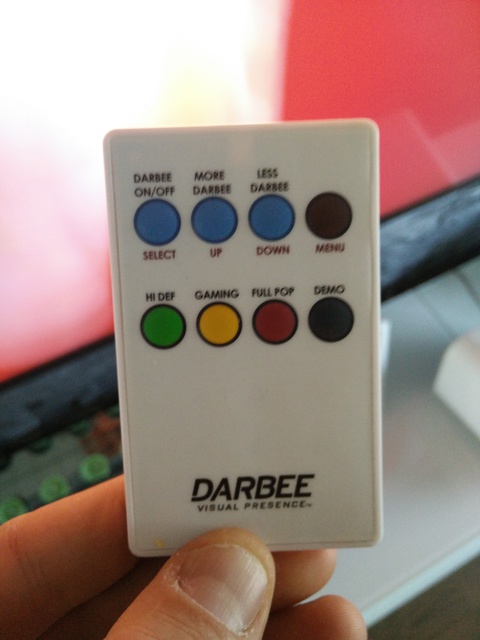 DARBEE ON/OFF
MORE DARBEE
LESS DARBEE
SELECT
UP
DOWN
MENU
HI DEF
GAMING
FULL POP
DEMO
DARBEE
VISUAL PRESENCE™